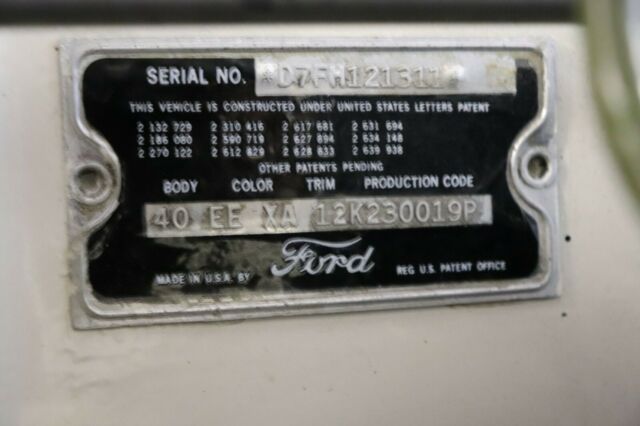 SERIAL NO. *D7FH121311*
THIS VEHICLE IS CONSTRUCTED UNDER UNITED STATES LETTERS PATENT
2 132 729 2 310 416 2 617 681 2 631 694
2 186 080 2 590 719 2 627 894 2 634 148
2 270 122 2 612 829 2 628 833 2 639 938
OTHER PATENTS PENDING
BODY COLOR TRIM PRODUCTION CODE
40 EE XA 12K230019P
MADE IN U.S.A. BY Ford REG U.S. PATENT OFFICE